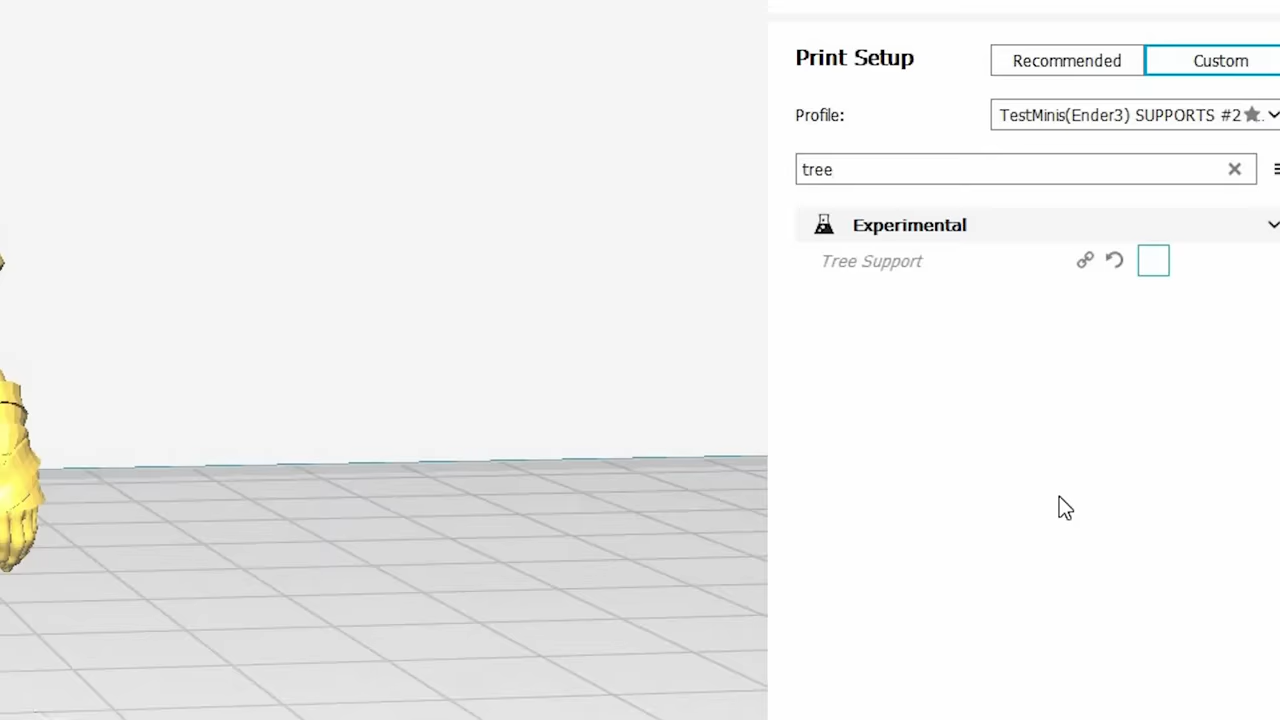 Print Setup
Recommended
Custom
Profile:
TestMinis(Ender3) SUPPORTS #2
tree
Experimental
Tree Support